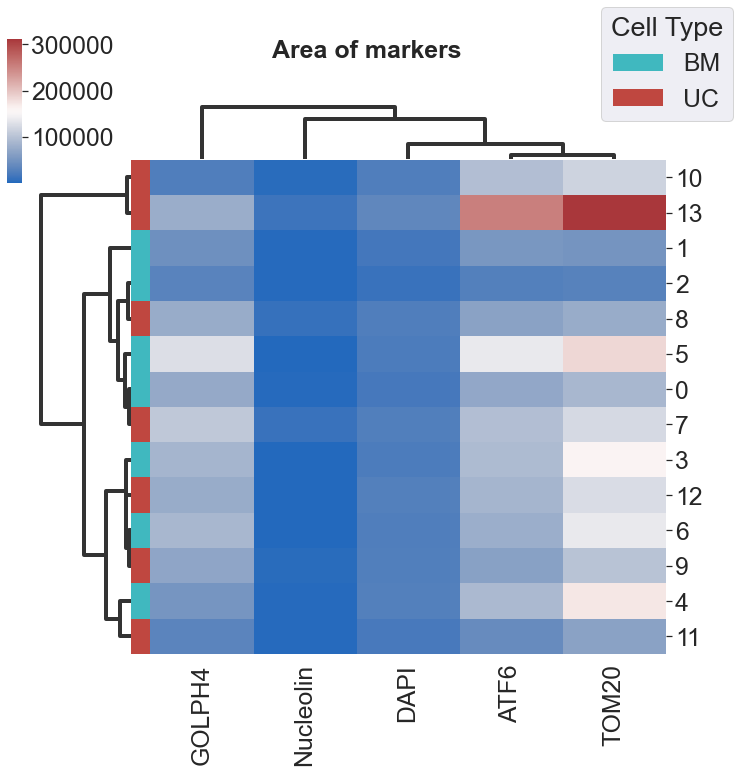 Cell Type
BM
UC
Area of markers
300000
200000
100000
10
13
1
2
8
5
0
7
3
12
6
9
4
11
GOLPH4
Nucleolin
DAPI
ATF6
TOM20